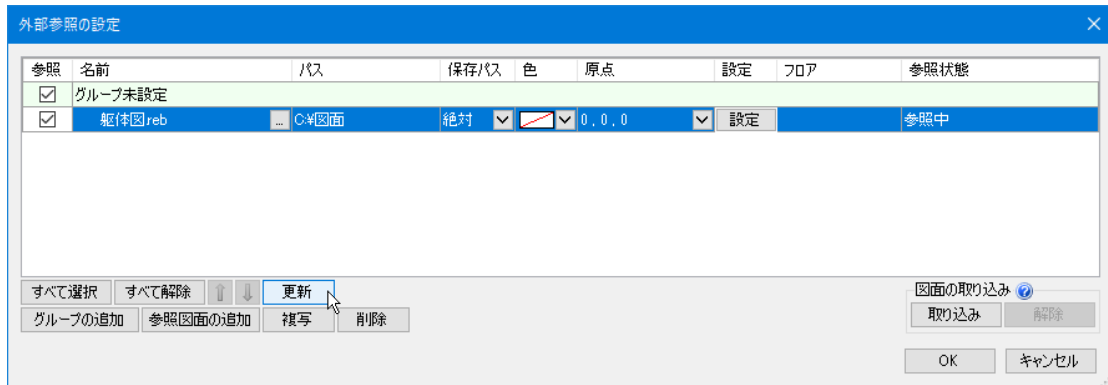 外部参照の設定
参照 名前 パス 保存パス 色 原点 設定 フロア 参照状態
グループ未設定
躯体図.reb ... C:¥図面 絶対 0, 0, 0 設定 参照中
すべて選択 すべて解除 更新
グループの追加 参照図面の追加 複写 削除
図面の取り込み
取り込み 解除
OK キャンセル